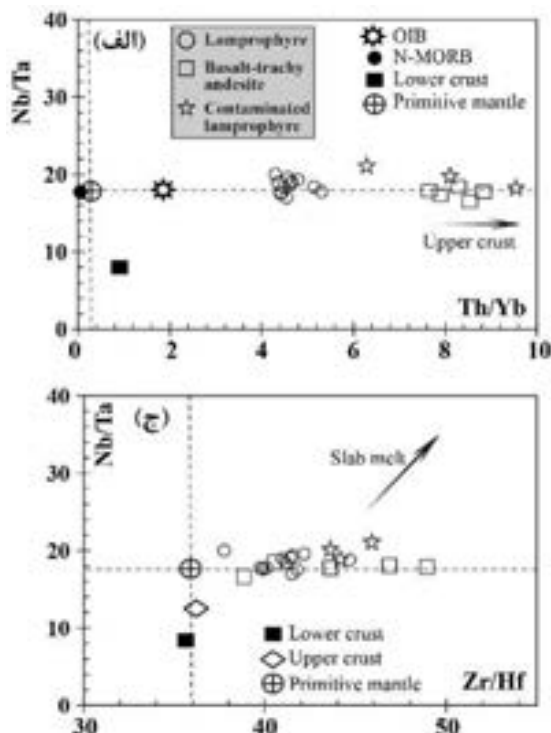 40
30
20
10
0
Nb/Ta
(الف)
Lamprophyre
Basalt-trachy
andesite
Contaminated
lamprophyre
OIB
N-MORB
Lower crust
Primitive mantle
Upper crust
Th/Yb
0 2 4 6 8 10
40
30
20
10
0
Nb/Ta
(ج)
Slab melt
Lower crust
Upper crust
Primitive mantle
Zr/Hf
30 40 50